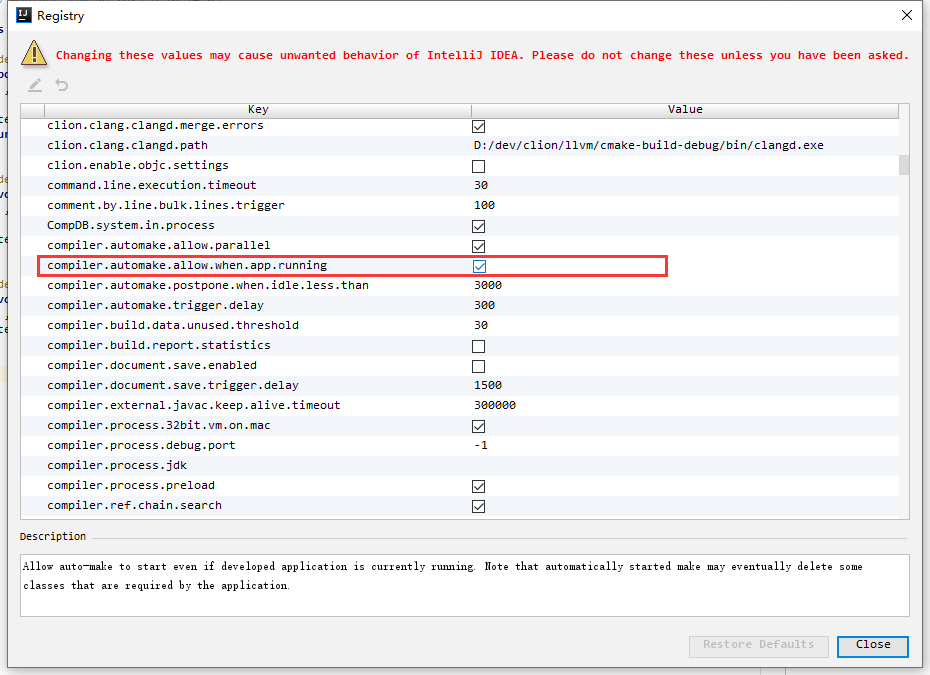 IJ Registry
Changing these values may cause unwanted behavior of IntelliJ IDEA. Please do not change these unless you have been asked.
Key Value
clion.clang.clangd.merge.errors
clion.clang.clangd.path D:/dev/clion/llvm/cmake-build-debug/bin/clangd.exe
clion.enable.objc.settings
command.line.execution.timeout 30
comment.by.line.bulk.lines.trigger 100
CompDB.system.in.process
compiler.automake.allow.parallel
compiler.automake.allow.when.app.running
compiler.automake.postpone.when.idle.less.than 3000
compiler.automake.trigger.delay 300
compiler.build.data.unused.threshold 30
compiler.build.report.statistics
compiler.document.save.enabled
compiler.document.save.trigger.delay 1500
compiler.external.javac.keep.alive.timeout 300000
compiler.process.32bit.vm.on.mac
compiler.process.debug.port -1
compiler.process.jdk
compiler.process.preload
compiler.ref.chain.search
Description
Allow auto-make to start even if developed application is currently running. Note that automatically started make may eventually delete some
classes that are required by the application.
Restore Defaults Close